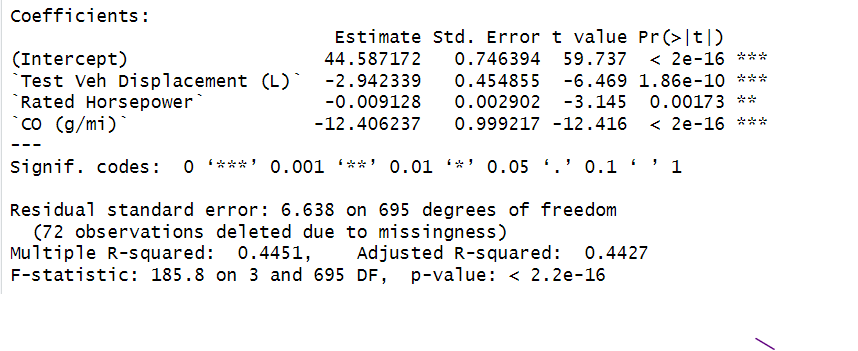 Coefficients:
Estimate Std. Error t value Pr(>|t|)
(Intercept) 44.587172 0.746394 59.737 < 2e-16 ***
`Test Veh Displacement (L)` -2.942339 0.454855 -6.469 1.86e-10 ***
`Rated Horsepower` -0.009128 0.002902 -3.145 0.00173 **
`CO (g/mi)` -12.406237 0.999217 -12.416 < 2e-16 ***
---
Signif. codes: 0 ‘***’ 0.001 ‘**’ 0.01 ‘*’ 0.05 ‘.’ 0.1 ‘ ’ 1
Residual standard error: 6.638 on 695 degrees of freedom
(72 observations deleted due to missingness)
Multiple R-squared: 0.4451, Adjusted R-squared: 0.4427
F-statistic: 185.8 on 3 and 695 DF, p-value: < 2.2e-16